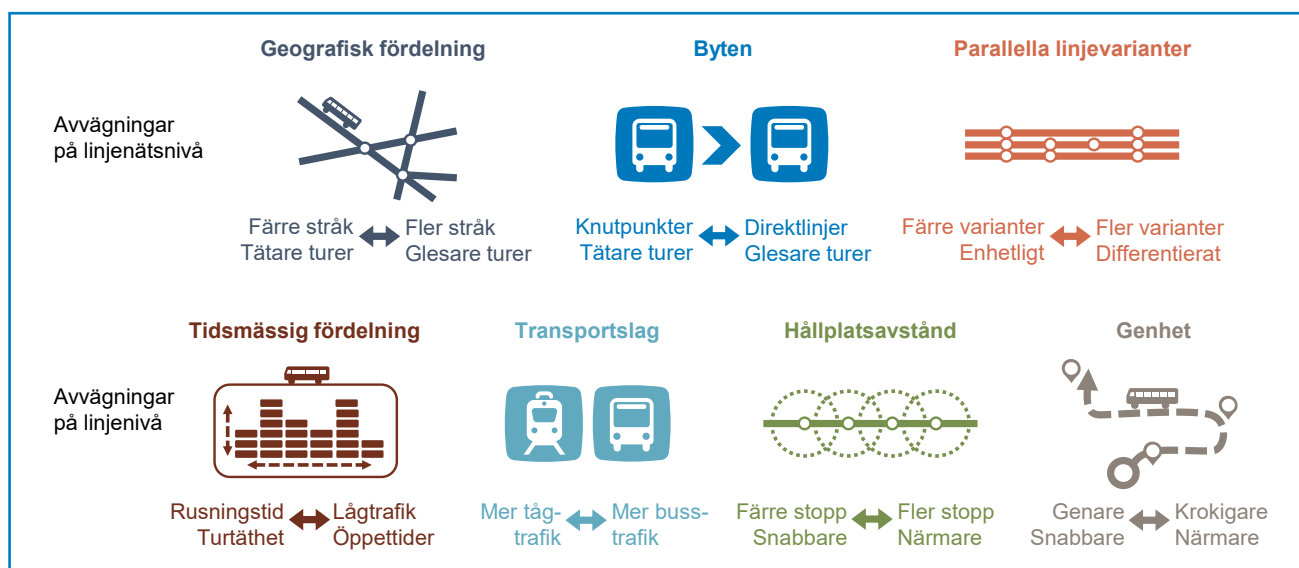 Geografisk fördelning
Byten
Parallella linjevarianter
Avvägningar
på linjenätsnivå
Färre stråk
Tätare turer
Fler stråk
Glesare turer
Knutpunkter
Tätare turer
Direktlinjer
Glesare turer
Färre varianter
Enhetligt
Fler varianter
Differentierat
Tidsmässig fördelning
Transportslag
Hållplatsavstånd
Genhet
Avvägningar
på linjenivå
Rusningstid
Turtäthet
Lågtrafik
Öppettider
Mer tåg-
trafik
Mer buss-
trafik
Färre stopp
Snabbare
Fler stopp
Närmare
Genare
Snabbare
Krokigare
Närmare